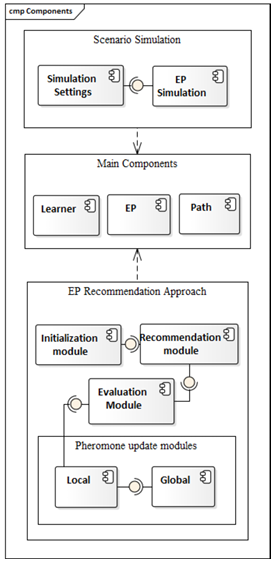 cmp Components
Scenario Simulation
Simulation
Settings
EP
Simulation
Main Components
Learner
EP
Path
EP Recommendation Approach
Initialization
module
Recommendation
module
Evaluation
Module
Pheromone update modules
Local
Global